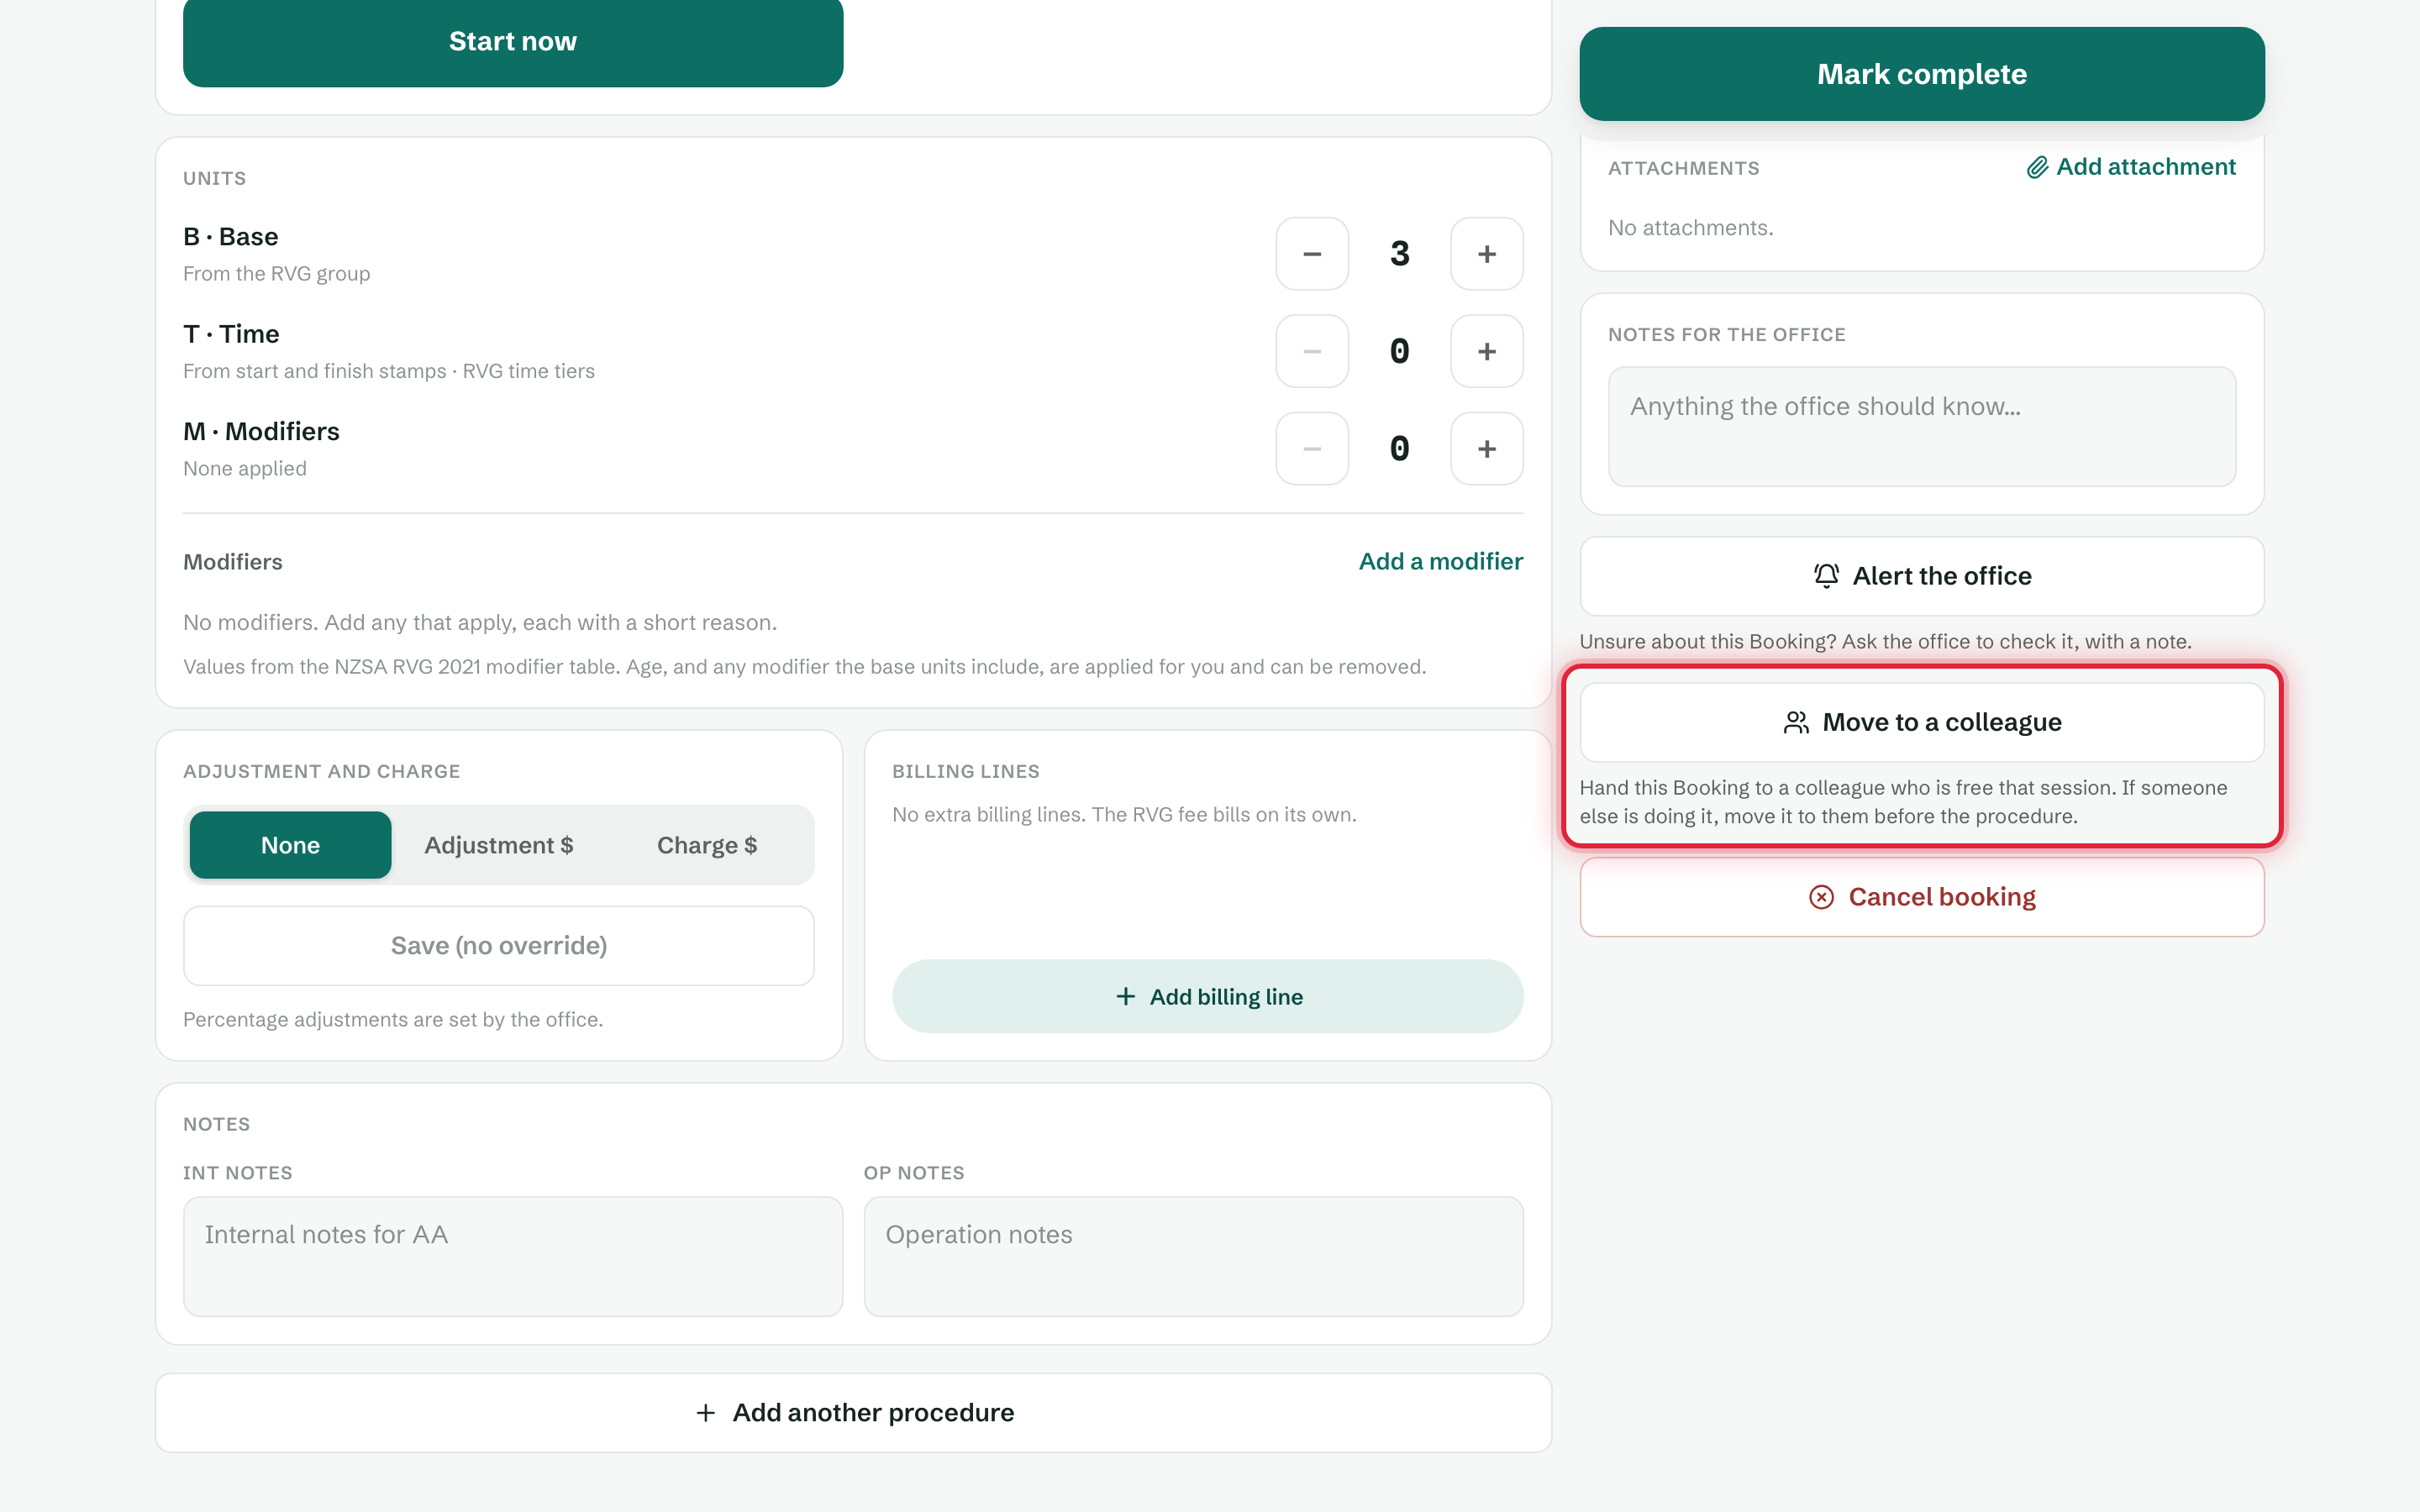 Start now
UNITS
B · Base
From the RVG group
− 3 +
T · Time
From start and finish stamps · RVG time tiers
− 0 +
M · Modifiers
None applied
− 0 +
Modifiers
Add a modifier
No modifiers. Add any that apply, each with a short reason.
Values from the NZSA RVG 2021 modifier table. Age, and any modifier the base units include, are applied for you and can be removed.
ADJUSTMENT AND CHARGE
None
Adjustment $
Charge $
Save (no override)
Percentage adjustments are set by the office.
BILLING LINES
No extra billing lines. The RVG fee bills on its own.
+ Add billing line
NOTES
INT NOTES
Internal notes for AA
OP NOTES
Operation notes
+ Add another procedure
Mark complete
ATTACHMENTS
Add attachment
No attachments.
NOTES FOR THE OFFICE
Anything the office should know...
Alert the office
Unsure about this Booking? Ask the office to check it, with a note.
Move to a colleague
Hand this Booking to a colleague who is free that session. If someone
else is doing it, move it to them before the procedure.
Cancel booking